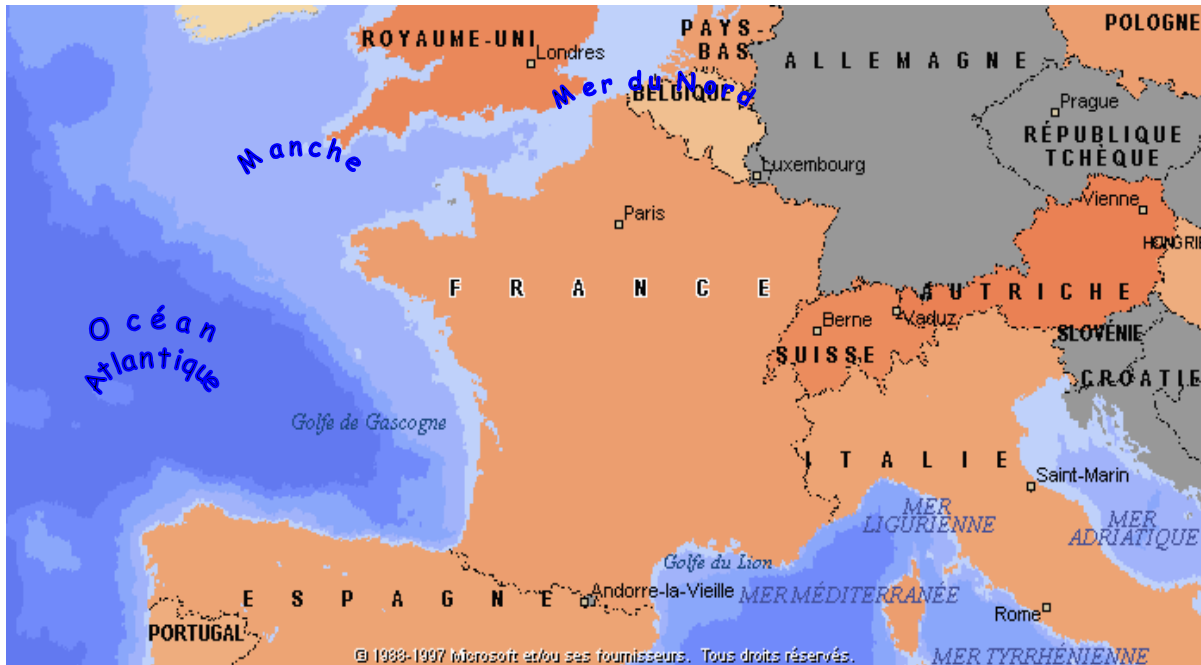 POLOGNE
ROYAUME-UNI
PAYS-
BAS
Londres
ALLEMAGNE
Mer du Nord
BELGIQUE
Prague
RÉPUBLIQUE
TCHÈQUE
Manche
Luxembourg
Vienne
Paris
HONGRIE
FRANCE
AUTRICHE
Berne
Vaduz
Océan
Atlantique
SLOVÉNIE
SUISSE
CROATIE
Golfe de Gascogne
ITALIE
Saint-Marin
MER
LIGURIENNE
MER
ADRIATIQUE
Golfe du Lion
Andorre-la-Vieille
MER MÉDITERRANÉE
ESPAGNE
Rome
PORTUGAL
© 1988-1997 Microsoft et/ou ses fournisseurs. Tous droits réservés.
MER TYRRHÉNIENNE